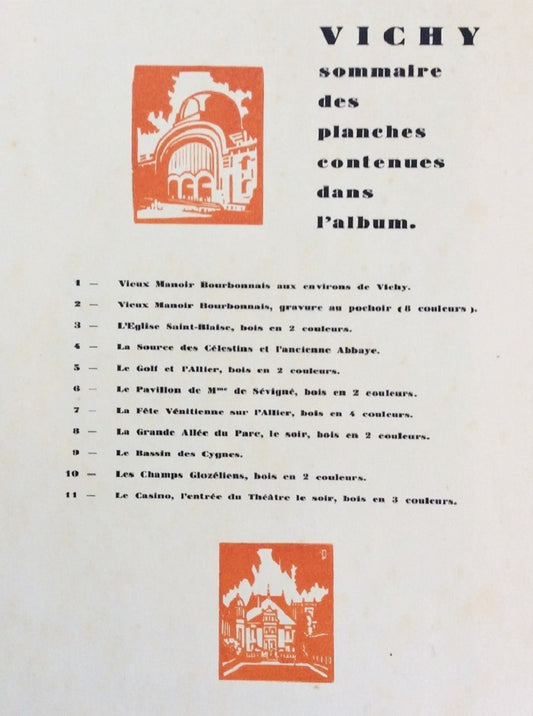 VICHY
sommaire
des
planches
contenues
dans
l'album.
1 — Vieux Manoir Bourbonnais aux environs de Vichy.
2 — Vieux Manoir Bourbonnais, gravure au pochoir (8 couleurs).
3 — L'Eglise Saint-Blaise, bois en 2 couleurs.
4 — La Source des Célestins et l'ancienne Abbaye.
5 — Le Golf et l'Allier, bois en 2 couleurs.
6 — Le Pavillon de Mme de Sévigné, bois en 2 couleurs.
7 — La Fête Vénitienne sur l'Allier, bois en 4 couleurs.
8 — La Grande Allée du Parc, le soir, bois en 2 couleurs.
9 — Le Bassin des Cygnes.
10 — Les Champs Glozéliens, bois en 2 couleurs.
11 — Le Casino, l'entrée du Théâtre le soir, bois en 3 couleurs.